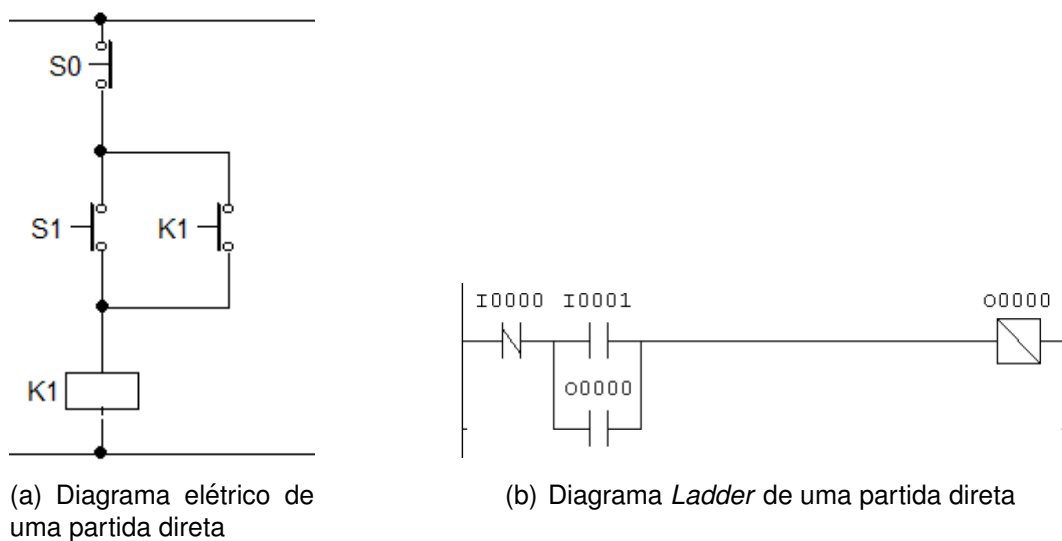 S0
S1
K1
K1
I0000 I0001
O0000
O0000
(a) Diagrama elétrico de
uma partida direta
(b) Diagrama Ladder de uma partida direta